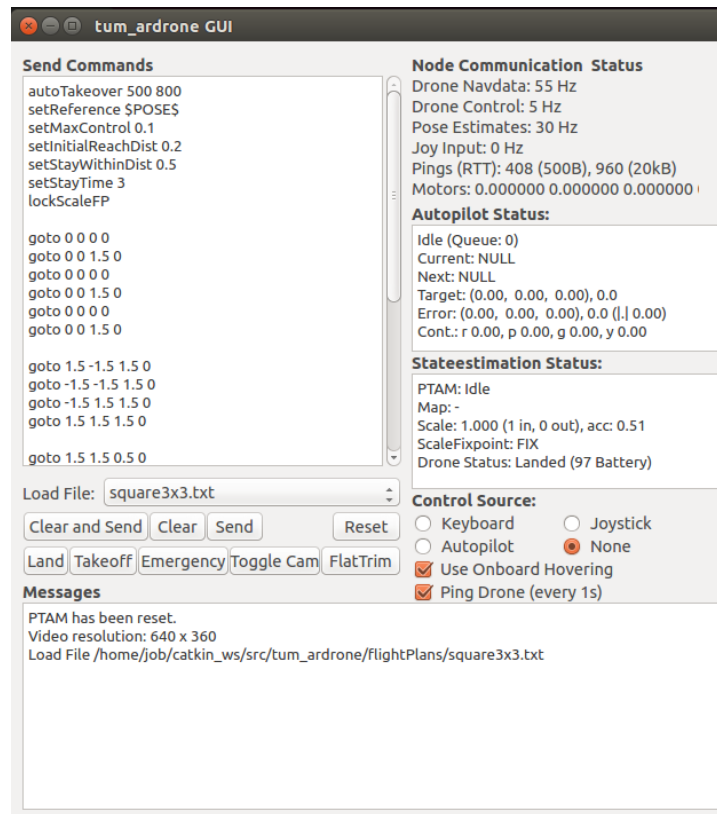 tum_ardrone GUI
Send Commands
autoTakeover 500 800
setReference $POSE$
setMaxControl 0.1
setInitialReachDist 0.2
setStayWithinDist 0.5
setStayTime 3
lockScaleFP
goto 0 0 0 0
goto 0 0 1.5 0
goto 0 0 0 0
goto 0 0 1.5 0
goto 0 0 0 0
goto 0 0 1.5 0
goto 1.5 -1.5 1.5 0
goto -1.5 -1.5 1.5 0
goto -1.5 1.5 1.5 0
goto 1.5 1.5 1.5 0
goto 1.5 1.5 0.5 0
Load File: square3x3.txt
Clear and Send Clear Send Reset
Land Takeoff Emergency Toggle Cam FlatTrim
Node Communication Status
Drone Navdata: 55 Hz
Drone Control: 5 Hz
Pose Estimates: 30 Hz
Joy Input: 0 Hz
Pings (RTT): 408 (500B), 960 (20kB)
Motors: 0.000000 0.000000 0.000000
Autopilot Status:
Idle (Queue: 0)
Current: NULL
Next: NULL
Target: (0.00, 0.00, 0.00), 0.0
Error: (0.00, 0.00, 0.00), 0.0 (|.| 0.00)
Cont.: r 0.00, p 0.00, g 0.00, y 0.00
Stateestimation Status:
PTAM: Idle
Map: -
Scale: 1.000 (1 in, 0 out), acc: 0.51
ScaleFixpoint: FIX
Drone Status: Landed (97 Battery)
Control Source:
Keyboard Joystick
Autopilot None
Use Onboard Hovering
Ping Drone (every 1s)
Messages
PTAM has been reset.
Video resolution: 640 x 360
Load File /home/job/catkin_ws/src/tum_ardrone/flightPlans/square3x3.txt